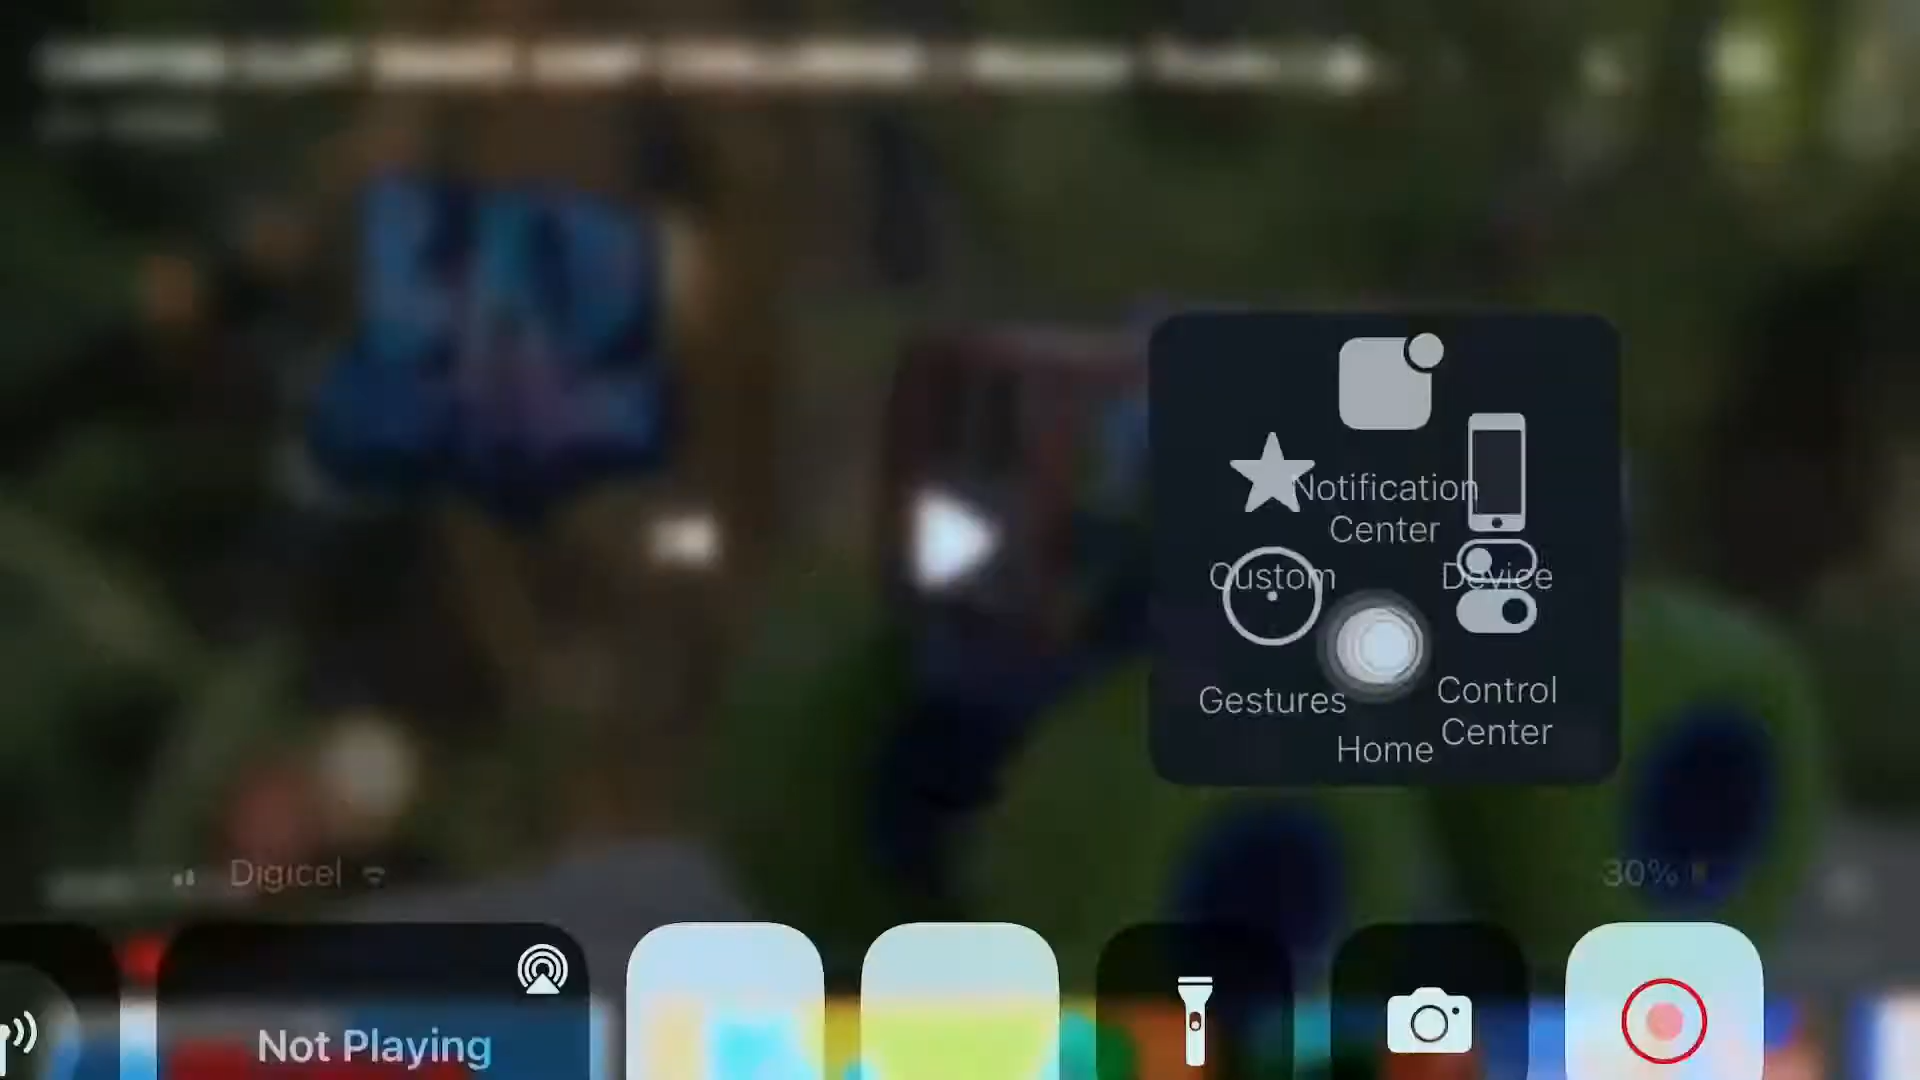 Notification
Center
Custom
Device
Gestures
Control
Center
Home
Digicel
30%
Not Playing